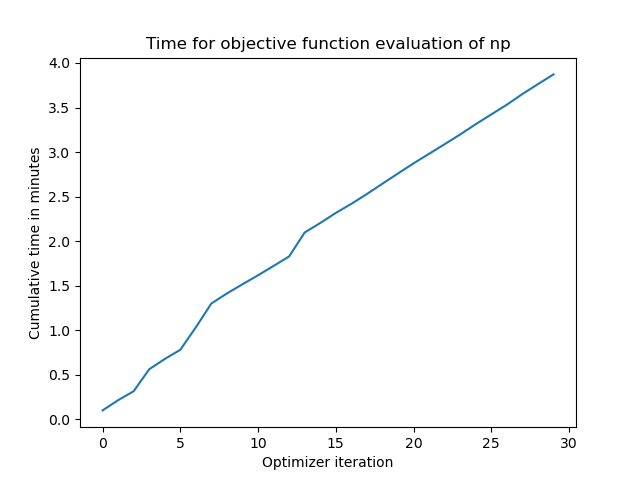 Time for objective function evaluation of np
Cumulative time in minutes
4.0
3.5
3.0
2.5
2.0
1.5
1.0
0.5
0.0
0 5 10 15 20 25 30
Optimizer iteration